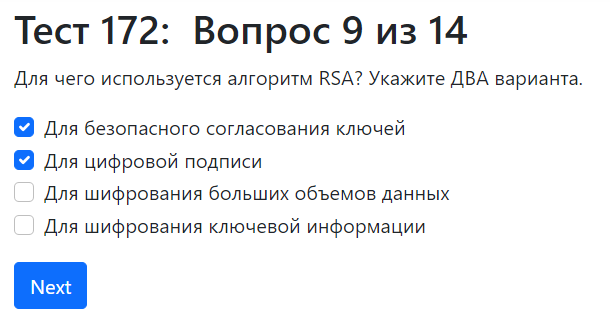 Тест 172: Вопрос 9 из 14
Для чего используется алгоритм RSA? Укажите ДВА варианта.
Для безопасного согласования ключей
Для цифровой подписи
Для шифрования больших объемов данных
Для шифрования ключевой информации
Next